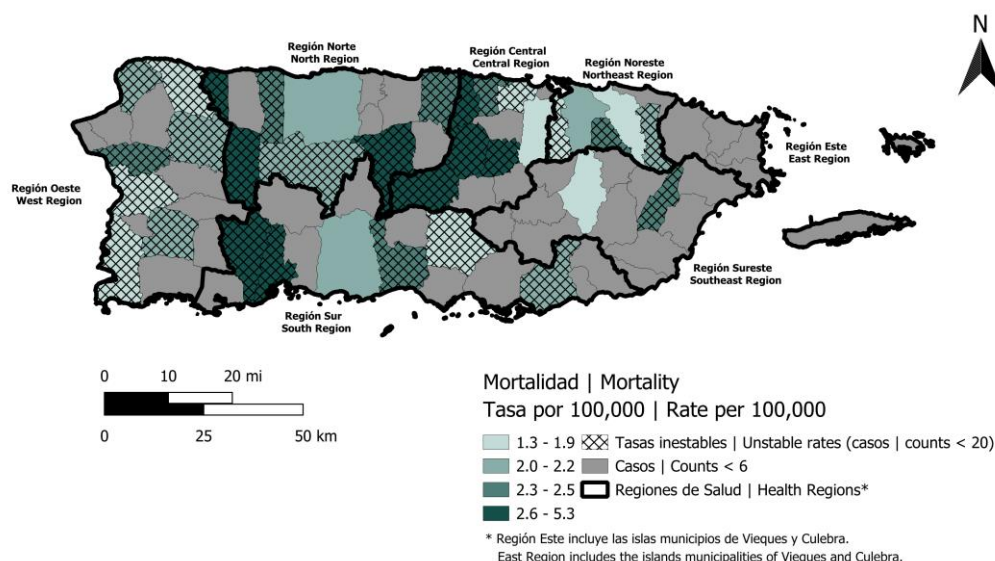 N
Región Norte
North Region
Región Central
Central Region
Región Noreste
Northeast Region
Región Este
East Region
Región Oeste
West Region
Región Sureste
Southeast Region
Región Sur
South Region
0 10 20 mi
0 25 50 km
Mortalidad | Mortality
Tasa por 100,000 | Rate per 100,000
1.3 - 1.9 Tasas inestables | Unstable rates (casos | counts < 20)
2.0 - 2.2 Casos | Counts < 6
2.3 - 2.5 Regiones de Salud | Health Regions*
2.6 - 5.3
* Región Este incluye las islas municipios de Vieques y Culebra.
East Region includes the islands municipalities of Vieques and Culebra.